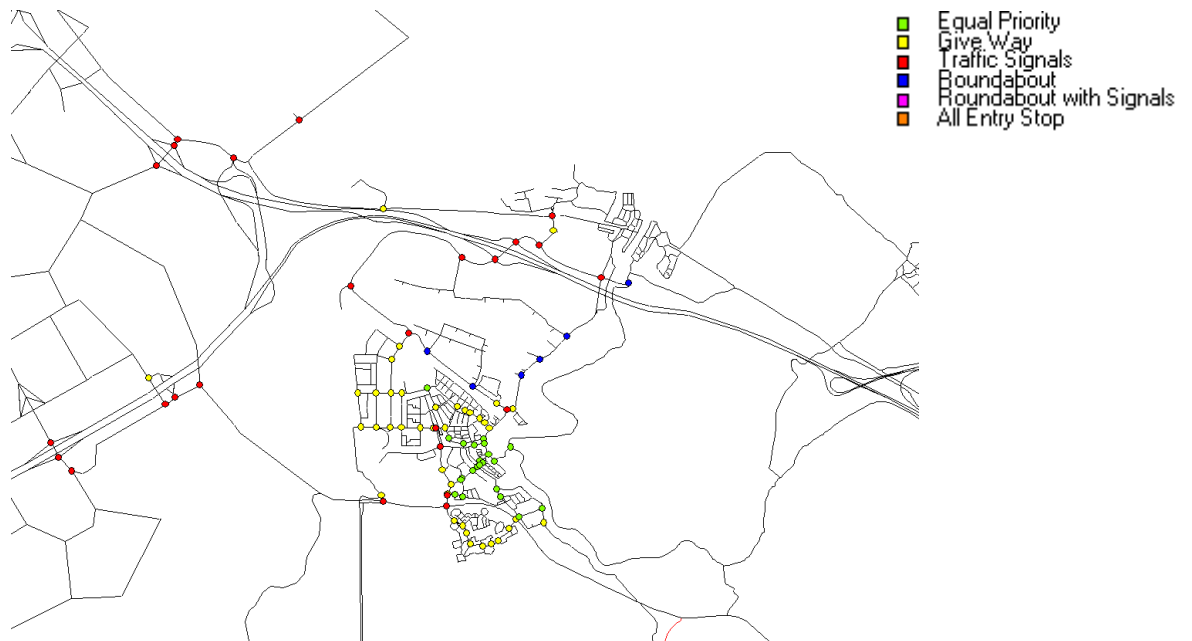 Equal Priority
Give Way
Traffic Signals
Roundabout
Roundabout with Signals
All Entry Stop